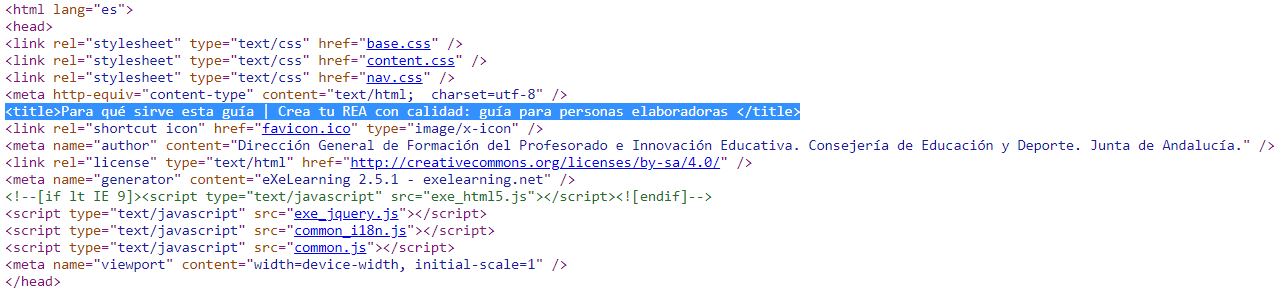 <html lang="es">
<head>
<link rel="stylesheet" type="text/css" href="base.css" />
<link rel="stylesheet" type="text/css" href="content.css" />
<link rel="stylesheet" type="text/css" href="nav.css" />
<meta http-equiv="content-type" content="text/html;  charset=utf-8" />
<title>Para qué sirve esta guía | Crea tu REA con calidad: guía para personas elaboradoras </title>
<link rel="shortcut icon" href="favicon.ico" type="image/x-icon" />
<meta name="author" content="Dirección General de Formación del Profesorado e Innovación Educativa. Consejería de Educación y Deporte. Junta de Andalucía." />
<link rel="license" type="text/html" href="http://creativecommons.org/licenses/by-sa/4.0/" />
<meta name="generator" content="eXeLearning 2.5.1 - exelearning.net" />
<!--[if lt IE 9]><script type="text/javascript" src="exe_html5.js"></script><![endif]-->
<script type="text/javascript" src="exe_jquery.js"></script>
<script type="text/javascript" src="common_i18n.js"></script>
<script type="text/javascript" src="common.js"></script>
<meta name="viewport" content="width=device-width, initial-scale=1" />
</head>